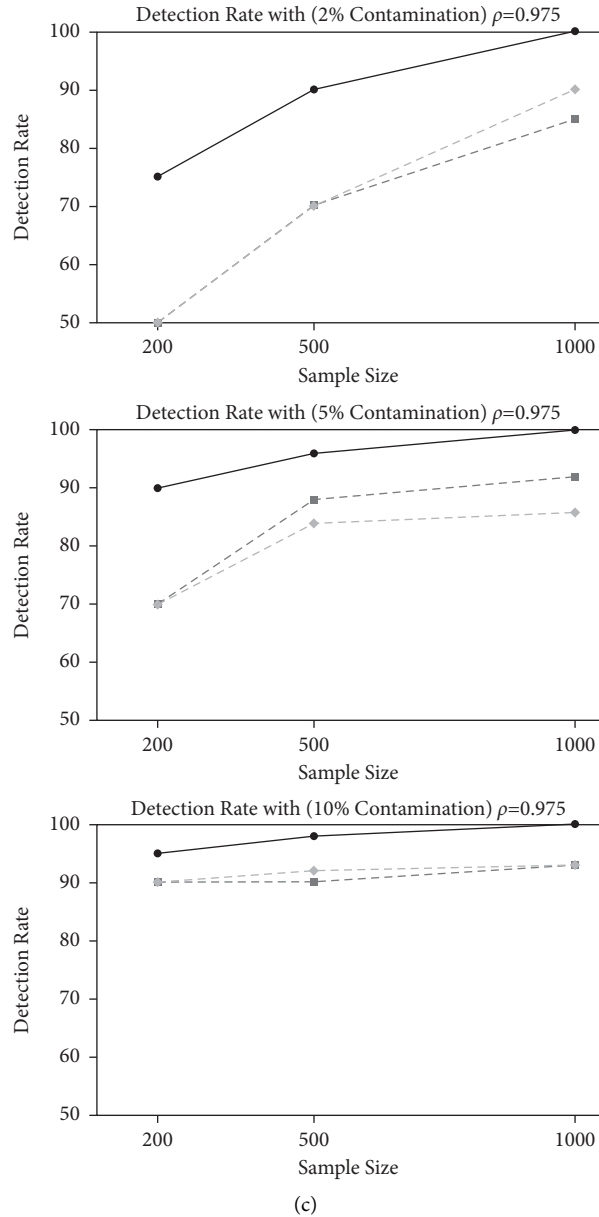 Detection Rate with (2% Contamination) ρ=0.975
100
90
80
70
60
50
Detection Rate
200
500
1000
Sample Size
Detection Rate with (5% Contamination) ρ=0.975
100
90
80
70
60
50
Detection Rate
200
500
1000
Sample Size
Detection Rate with (10% Contamination) ρ=0.975
100
90
80
70
60
50
Detection Rate
200
500
1000
Sample Size
(c)